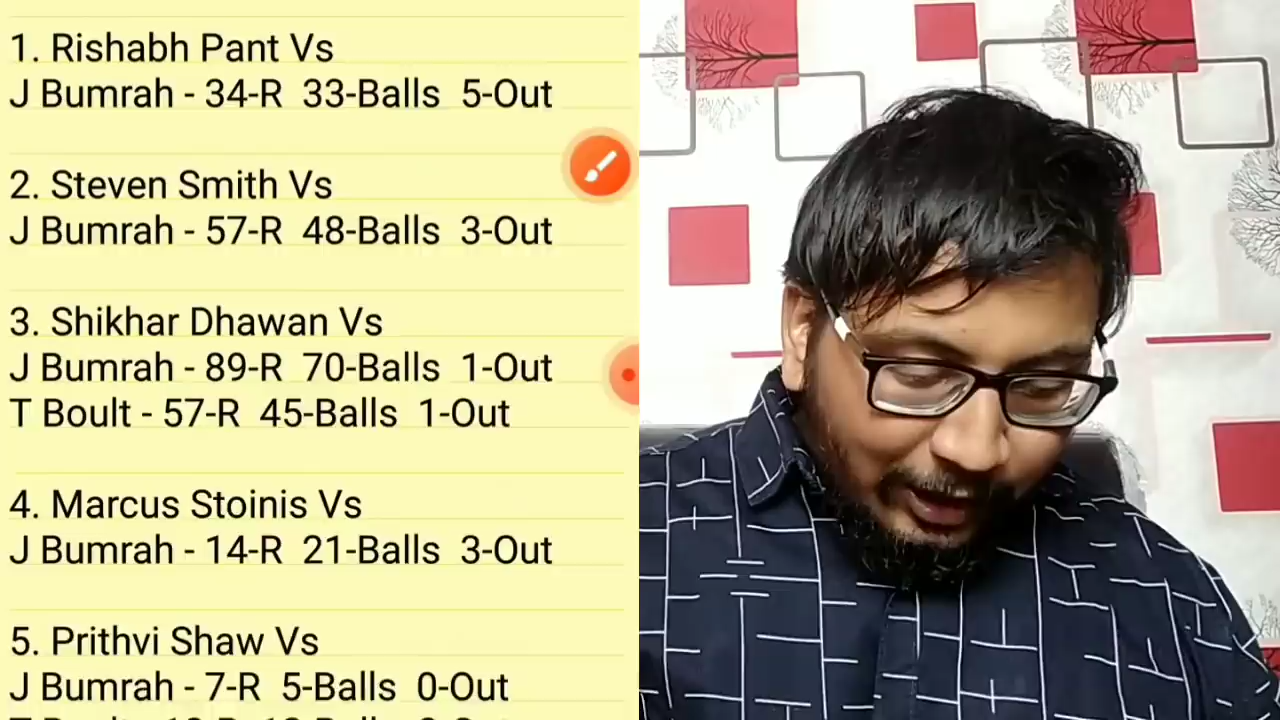 1. Rishabh Pant Vs
J Bumrah - 34-R 33-Balls 5-Out
2. Steven Smith Vs
J Bumrah - 57-R 48-Balls 3-Out
3. Shikhar Dhawan Vs
J Bumrah - 89-R 70-Balls 1-Out
T Boult - 57-R 45-Balls 1-Out
4. Marcus Stoinis Vs
J Bumrah - 14-R 21-Balls 3-Out
5. Prithvi Shaw Vs
J Bumrah - 7-R 5-Balls 0-Out